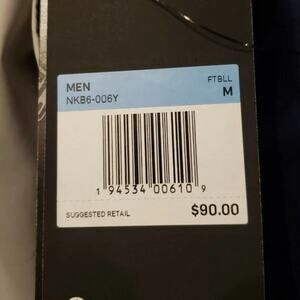 MEN FTBLL
NKB6-006Y M
1 94534 00610 9
SUGGESTED RETAIL $90.00